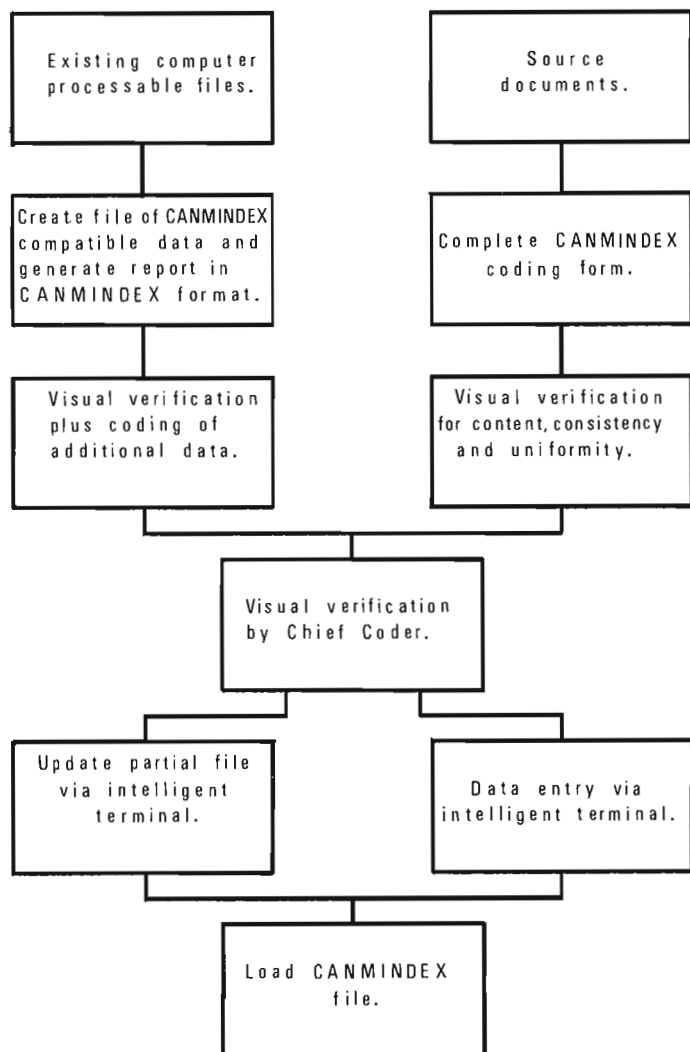 Existing computer
processable files.
Source
documents.
Create file of CANMINDEX
compatible data and
generate report in
CANMINDEX format.
Complete CANMINDEX
coding form.
Visual verification
plus coding of
additional data.
Visual verification
for content, consistency
and uniformity.
Visual verification
by Chief Coder.
Update partial file
via intelligent
terminal.
Data entry via
intelligent terminal.
Load CANMINDEX
file.